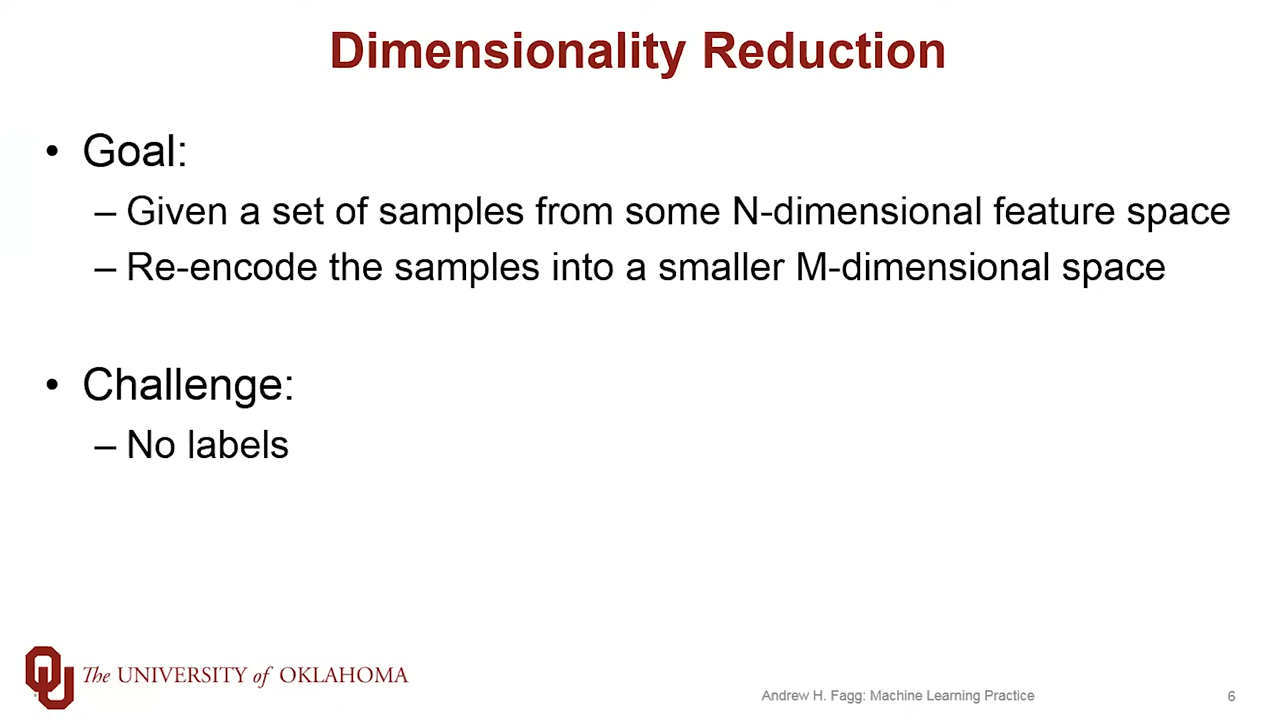 Dimensionality Reduction
• Goal:
– Given a set of samples from some N-dimensional feature space
– Re-encode the samples into a smaller M-dimensional space
• Challenge:
– No labels
The UNIVERSITY of OKLAHOMA
Andrew H. Fagg: Machine Learning Practice
6